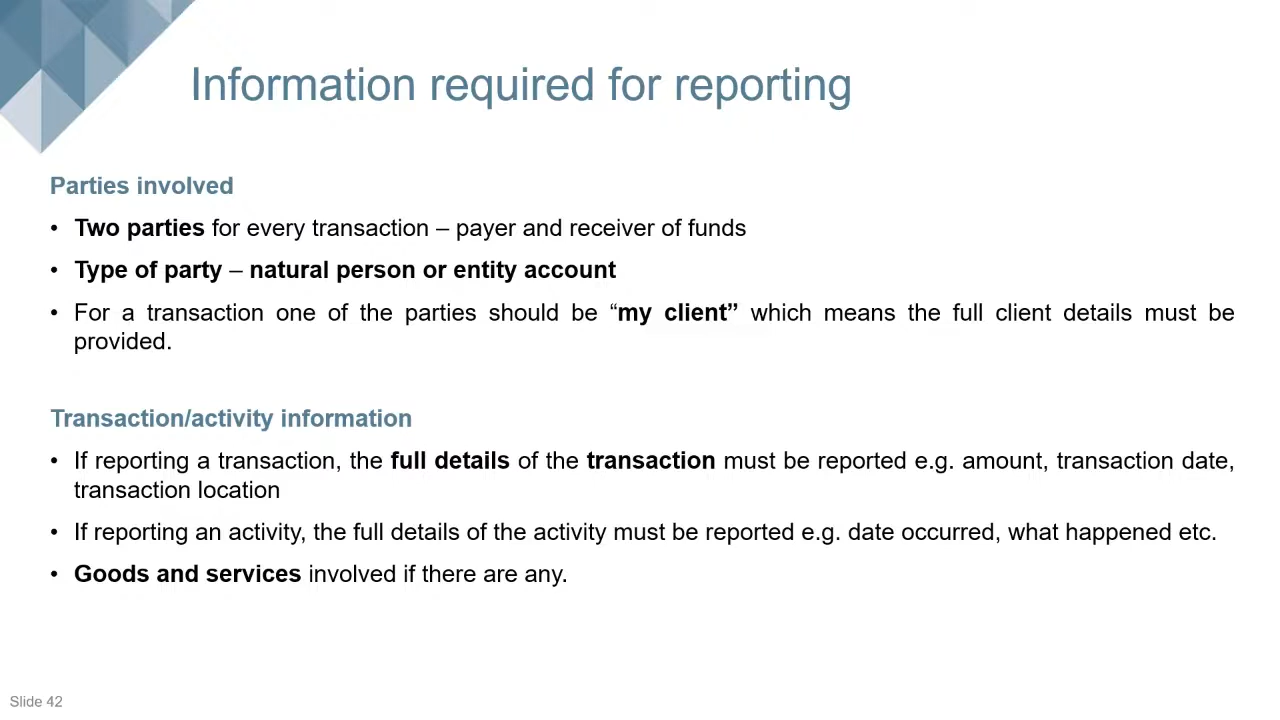 Information required for reporting
Parties involved
• Two parties for every transaction – payer and receiver of funds
• Type of party – natural person or entity account
• For a transaction one of the parties should be “my client” which means the full client details must be
provided.
Transaction/activity information
• If reporting a transaction, the full details of the transaction must be reported e.g. amount, transaction date,
transaction location
• If reporting an activity, the full details of the activity must be reported e.g. date occurred, what happened etc.
• Goods and services involved if there are any.
Slide 42